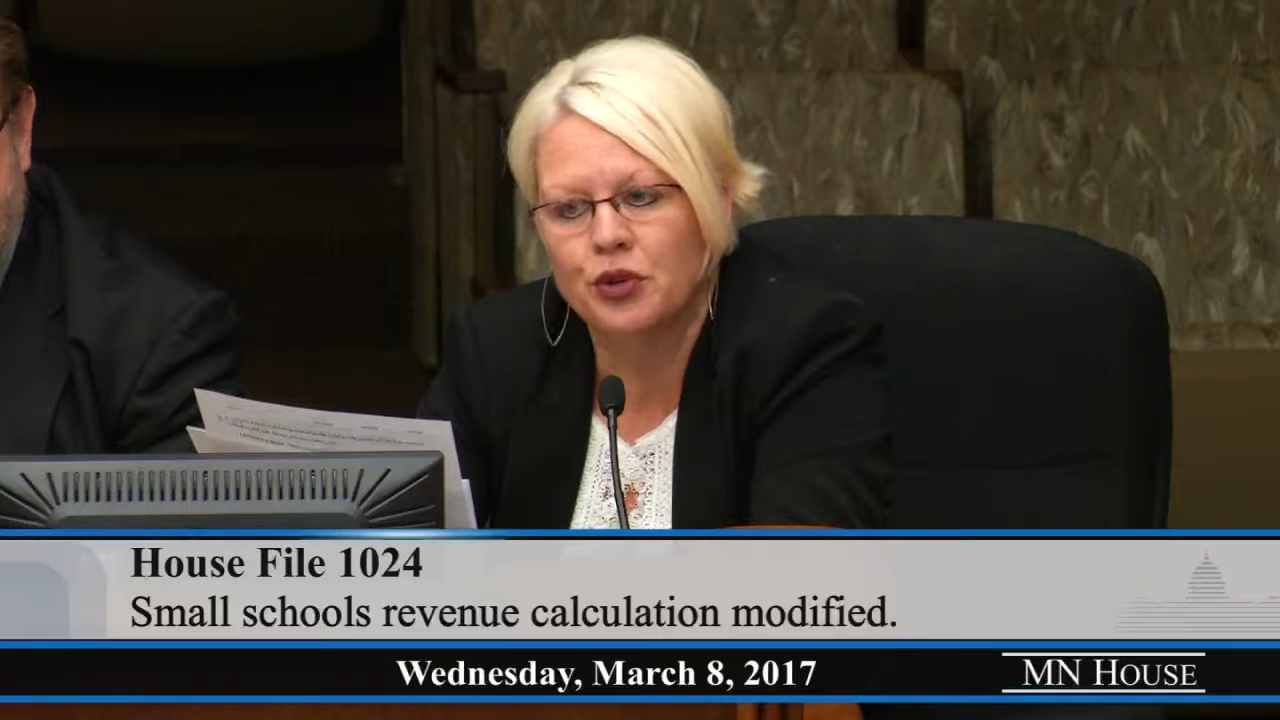 House File 1024
Small schools revenue calculation modified.
Wednesday, March 8, 2017
MN HOUSE